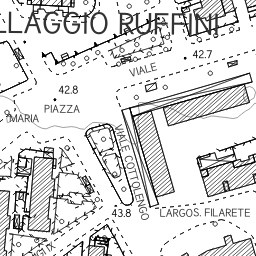 LLAGGIO RUFFINI
42.7
VIALE
42.8
PIAZZA
MARIA
VIALE COTTOLENGO
43.8
LARGO S. FILARETE